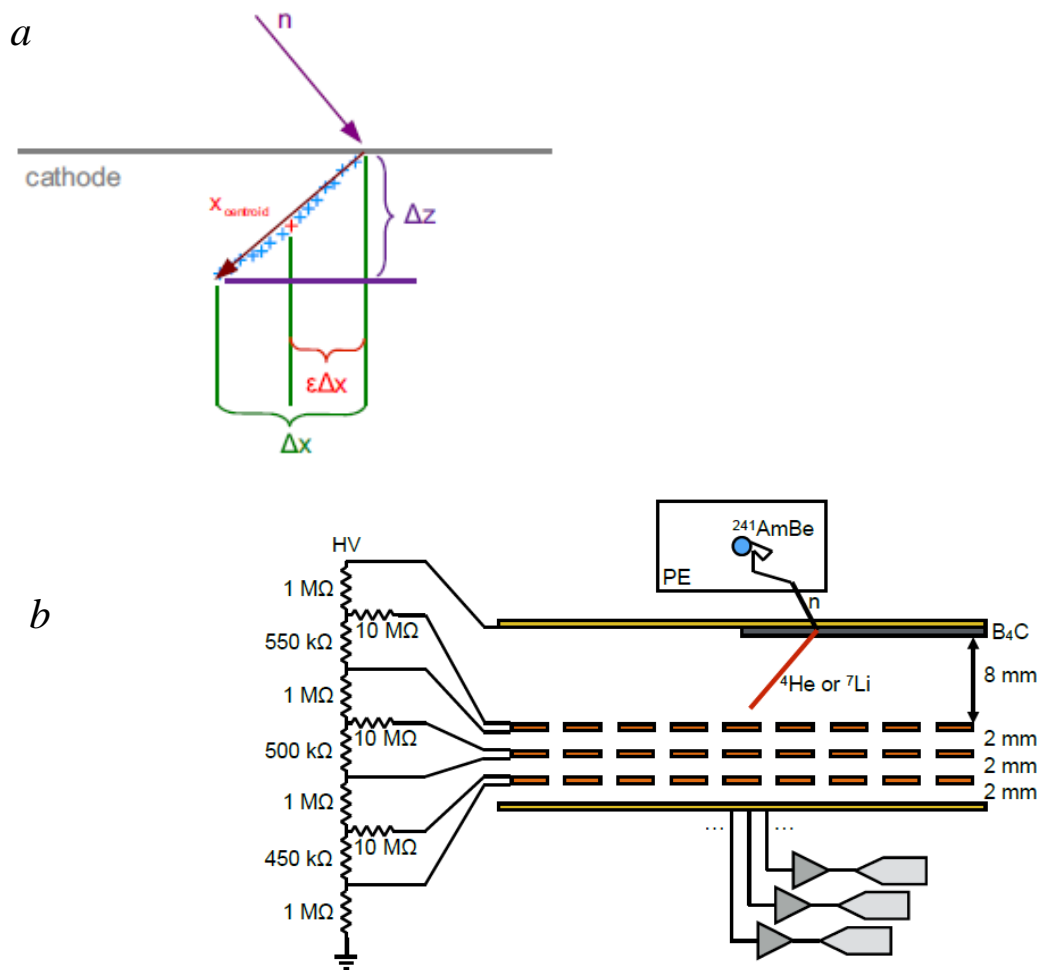 a
n
cathode
x centroid
Δz
εΔx
Δx
b
HV
1 MΩ
10 MΩ
550 kΩ
1 MΩ
10 MΩ
500 kΩ
1 MΩ
10 MΩ
450 kΩ
1 MΩ
²⁴¹AmBe
PE
n
B₄C
⁴He or ⁷Li
8 mm
2 mm
2 mm
2 mm
... ...